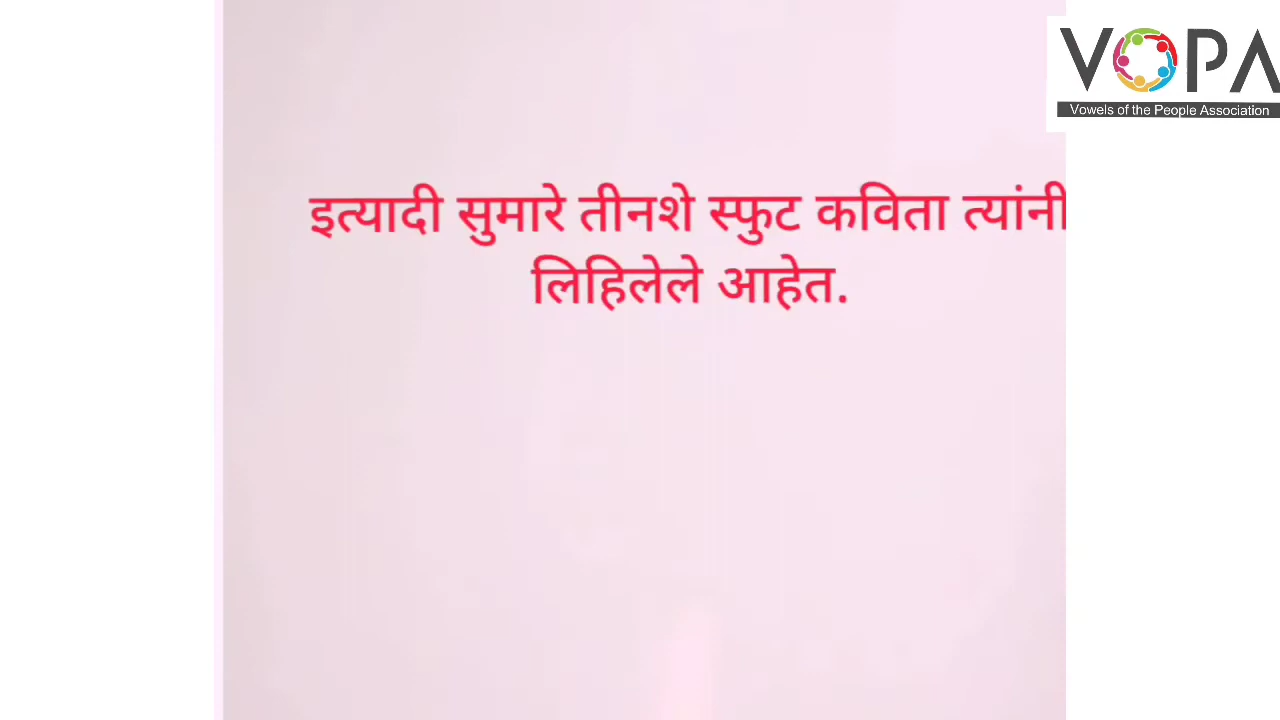 VOPA
Vowels of the People Association
इत्यादी सुमारे तीनशे स्फुट कविता त्यांनी
लिहिलेले आहेत.